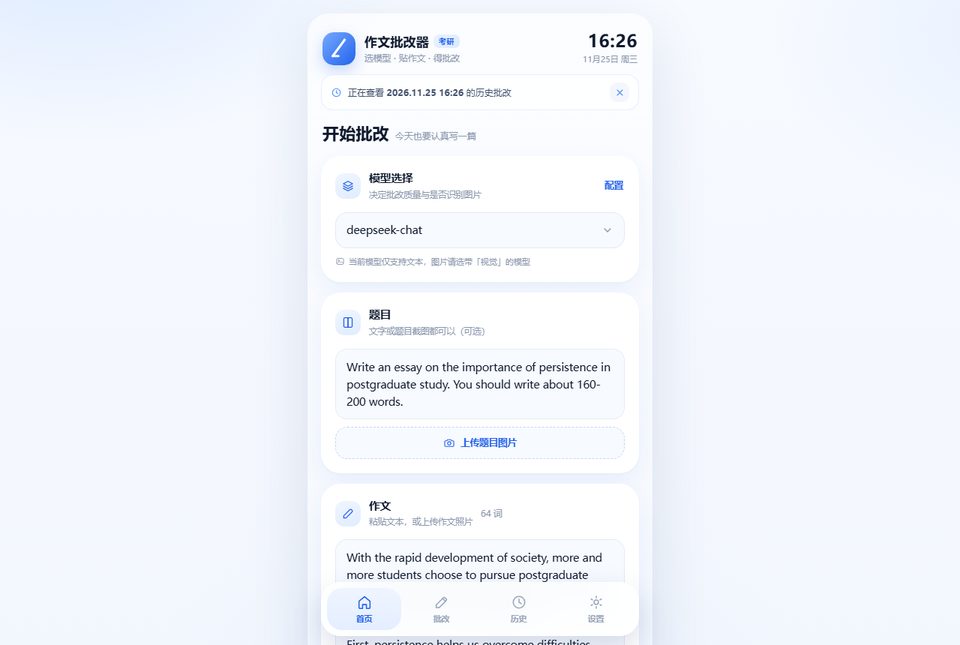 作文批改器 考研
选模型 · 贴作文 · 得批改
16:26
11月25日 周三
正在查看 2026.11.25 16:26 的历史批改
开始批改 今天也要认真写一篇
模型选择
决定批改质量与是否识别图片
配置
deepseek-chat
当前模型仅支持文本，图片请选带「视觉」的模型
题目
文字或题目截图都可以（可选）
Write an essay on the importance of persistence in
postgraduate study. You should write about 160-
200 words.
上传题目图片
作文
粘贴文本，或上传作文照片
64 词
With the rapid development of society, more and
more students choose to pursue postgraduate
首页
批改
历史
设置
First, persistence helps us overcome difficulties